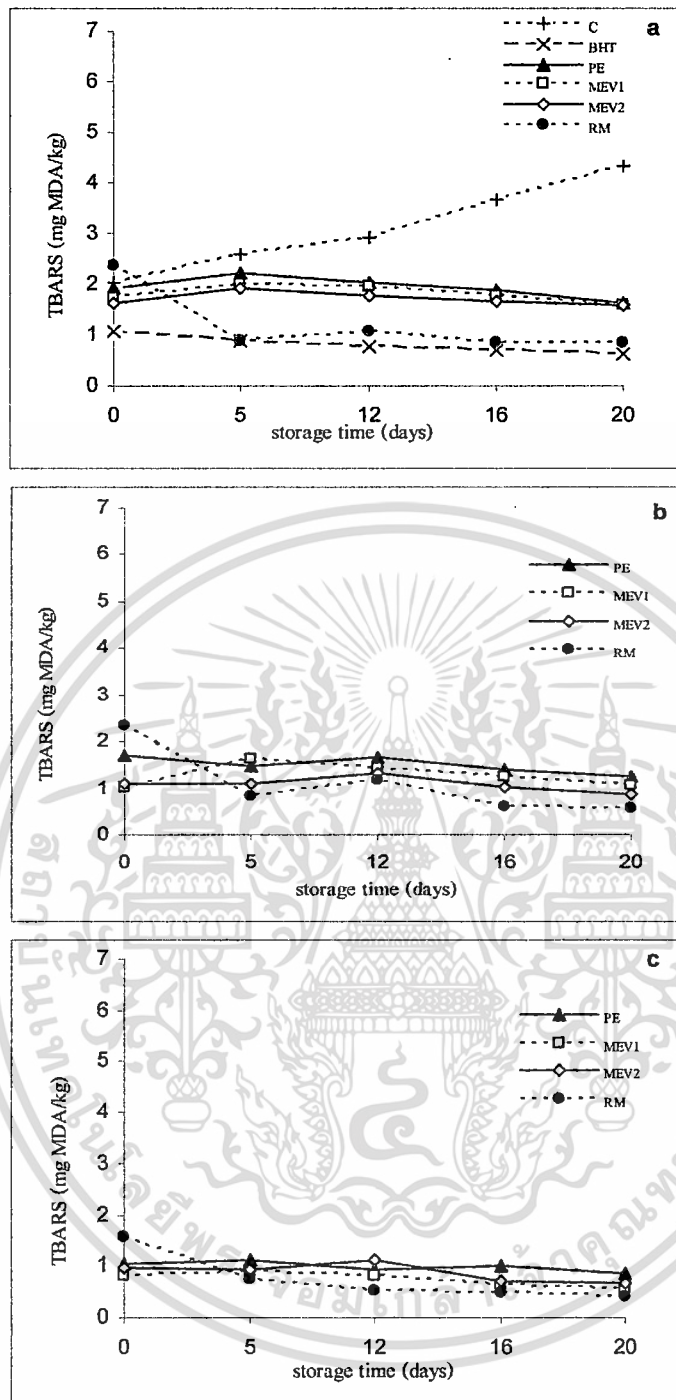 a
C
BHT
PE
MEV1
MEV2
RM
TBARS (mg MDA/kg)
7
6
5
4
3
2
1
0
0 5 12 16 20
storage time (days)
b
PE
MEV1
MEV2
RM
TBARS (mg MDA/kg)
7
6
5
4
3
2
1
0
0 5 12 16 20
storage time (days)
c
PE
MEV1
MEV2
RM
TBARS (mg MDA/kg)
7
6
5
4
3
2
1
0
0 5 12 16 20
storage time (days)